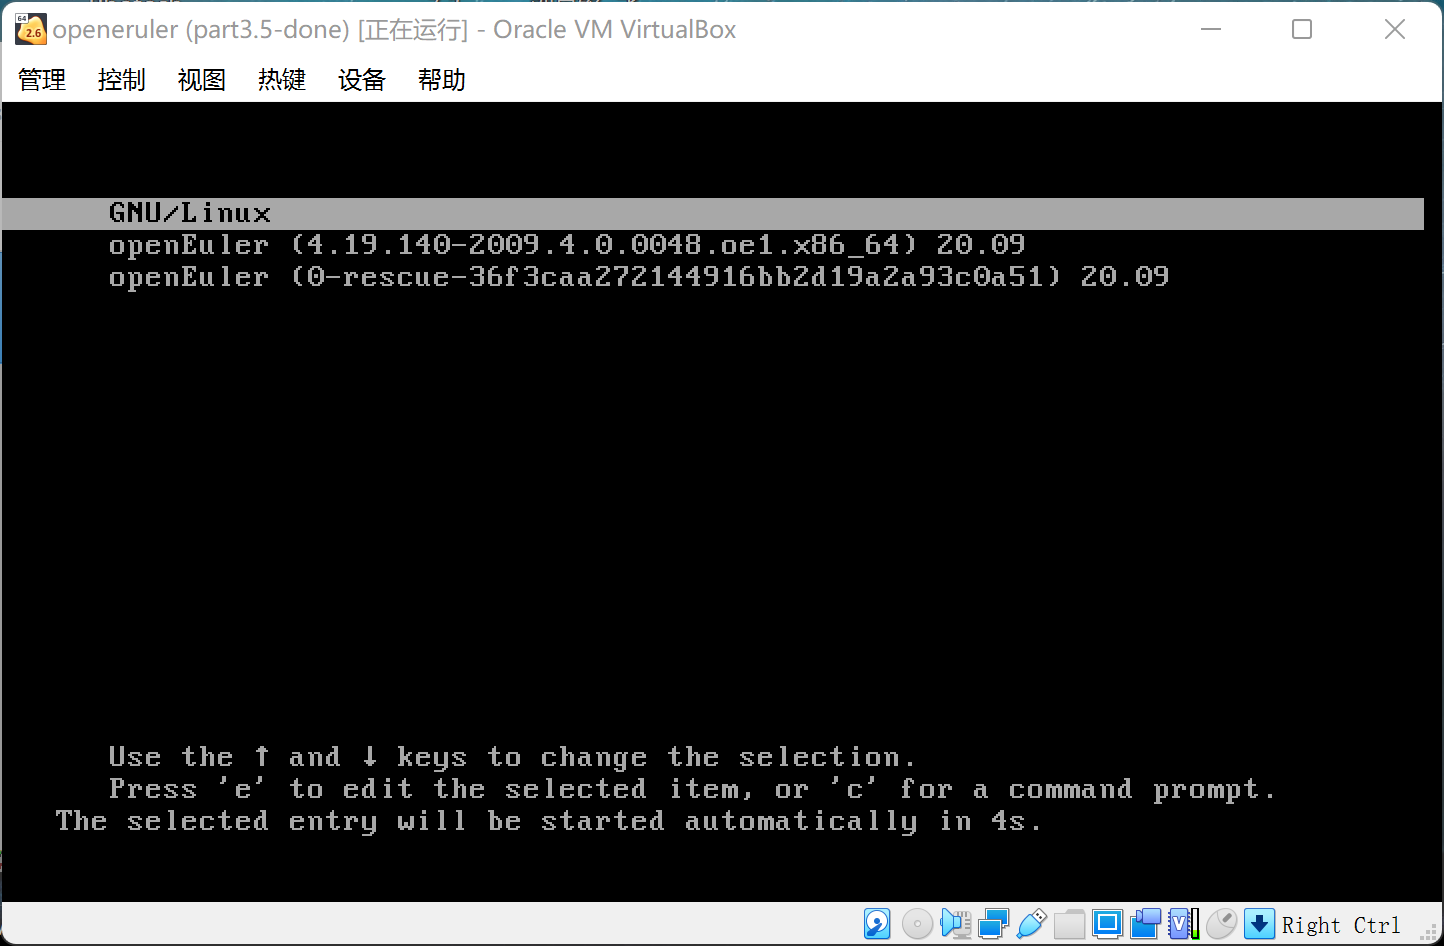 64
2.6
openeruler (part3.5-done) [正在运行] - Oracle VM VirtualBox
管理 控制 视图 热键 设备 帮助
GNU/Linux
openEuler (4.19.140-2009.4.0.0048.oe1.x86_64) 20.09
openEuler (0-rescue-36f3caa272144916bb2d19a2a93c0a51) 20.09
Use the ↑ and ↓ keys to change the selection.
Press 'e' to edit the selected item, or 'c' for a command prompt.
The selected entry will be started automatically in 4s.
V
Right Ctrl